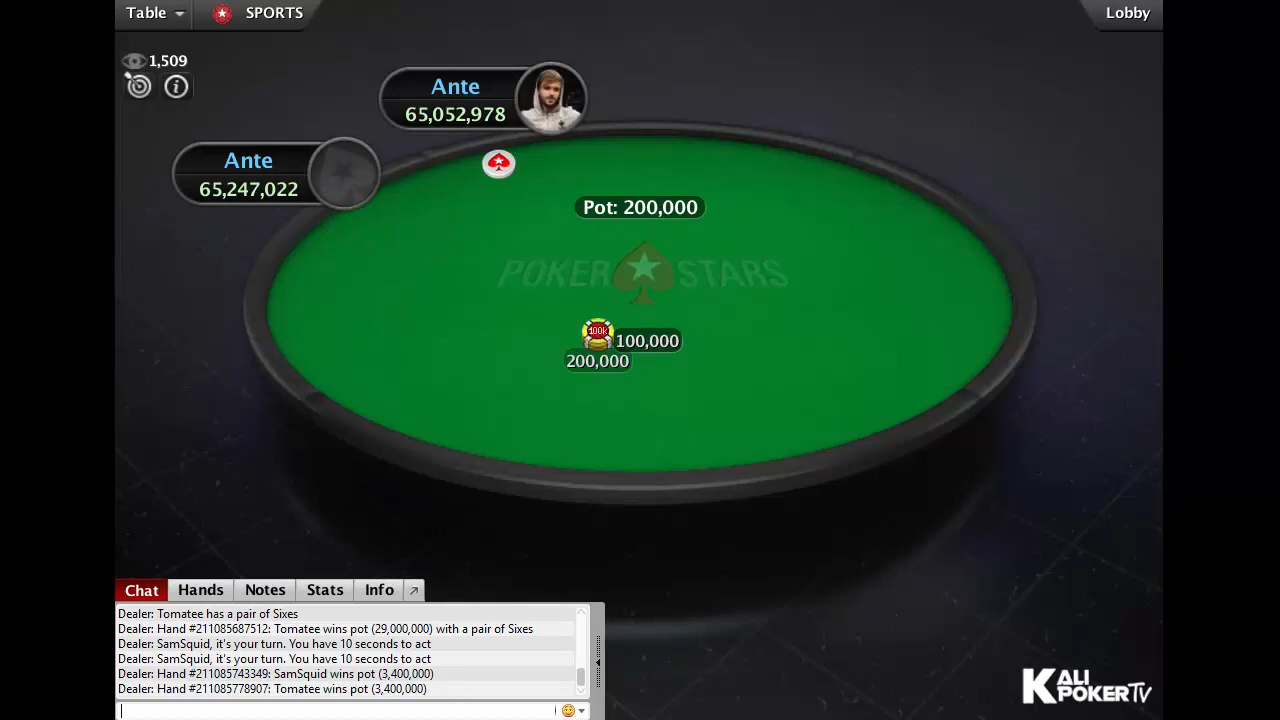 Table
SPORTS
Lobby
1,509
Ante
65,052,978
Ante
65,247,022
Pot: 200,000
POKER STARS
100k
100,000
200,000
Chat Hands Notes Stats Info
Dealer: Tomatee has a pair of Sixes
Dealer: Hand #211085687512: Tomatee wins pot (29,000,000) with a pair of Sixes
Dealer: SamSquid, it's your turn. You have 10 seconds to act
Dealer: SamSquid, it's your turn. You have 10 seconds to act
Dealer: Hand #211085743349: SamSquid wins pot (3,400,000)
Dealer: Hand #211085778907: Tomatee wins pot (3,400,000)
KALI
POKERTV